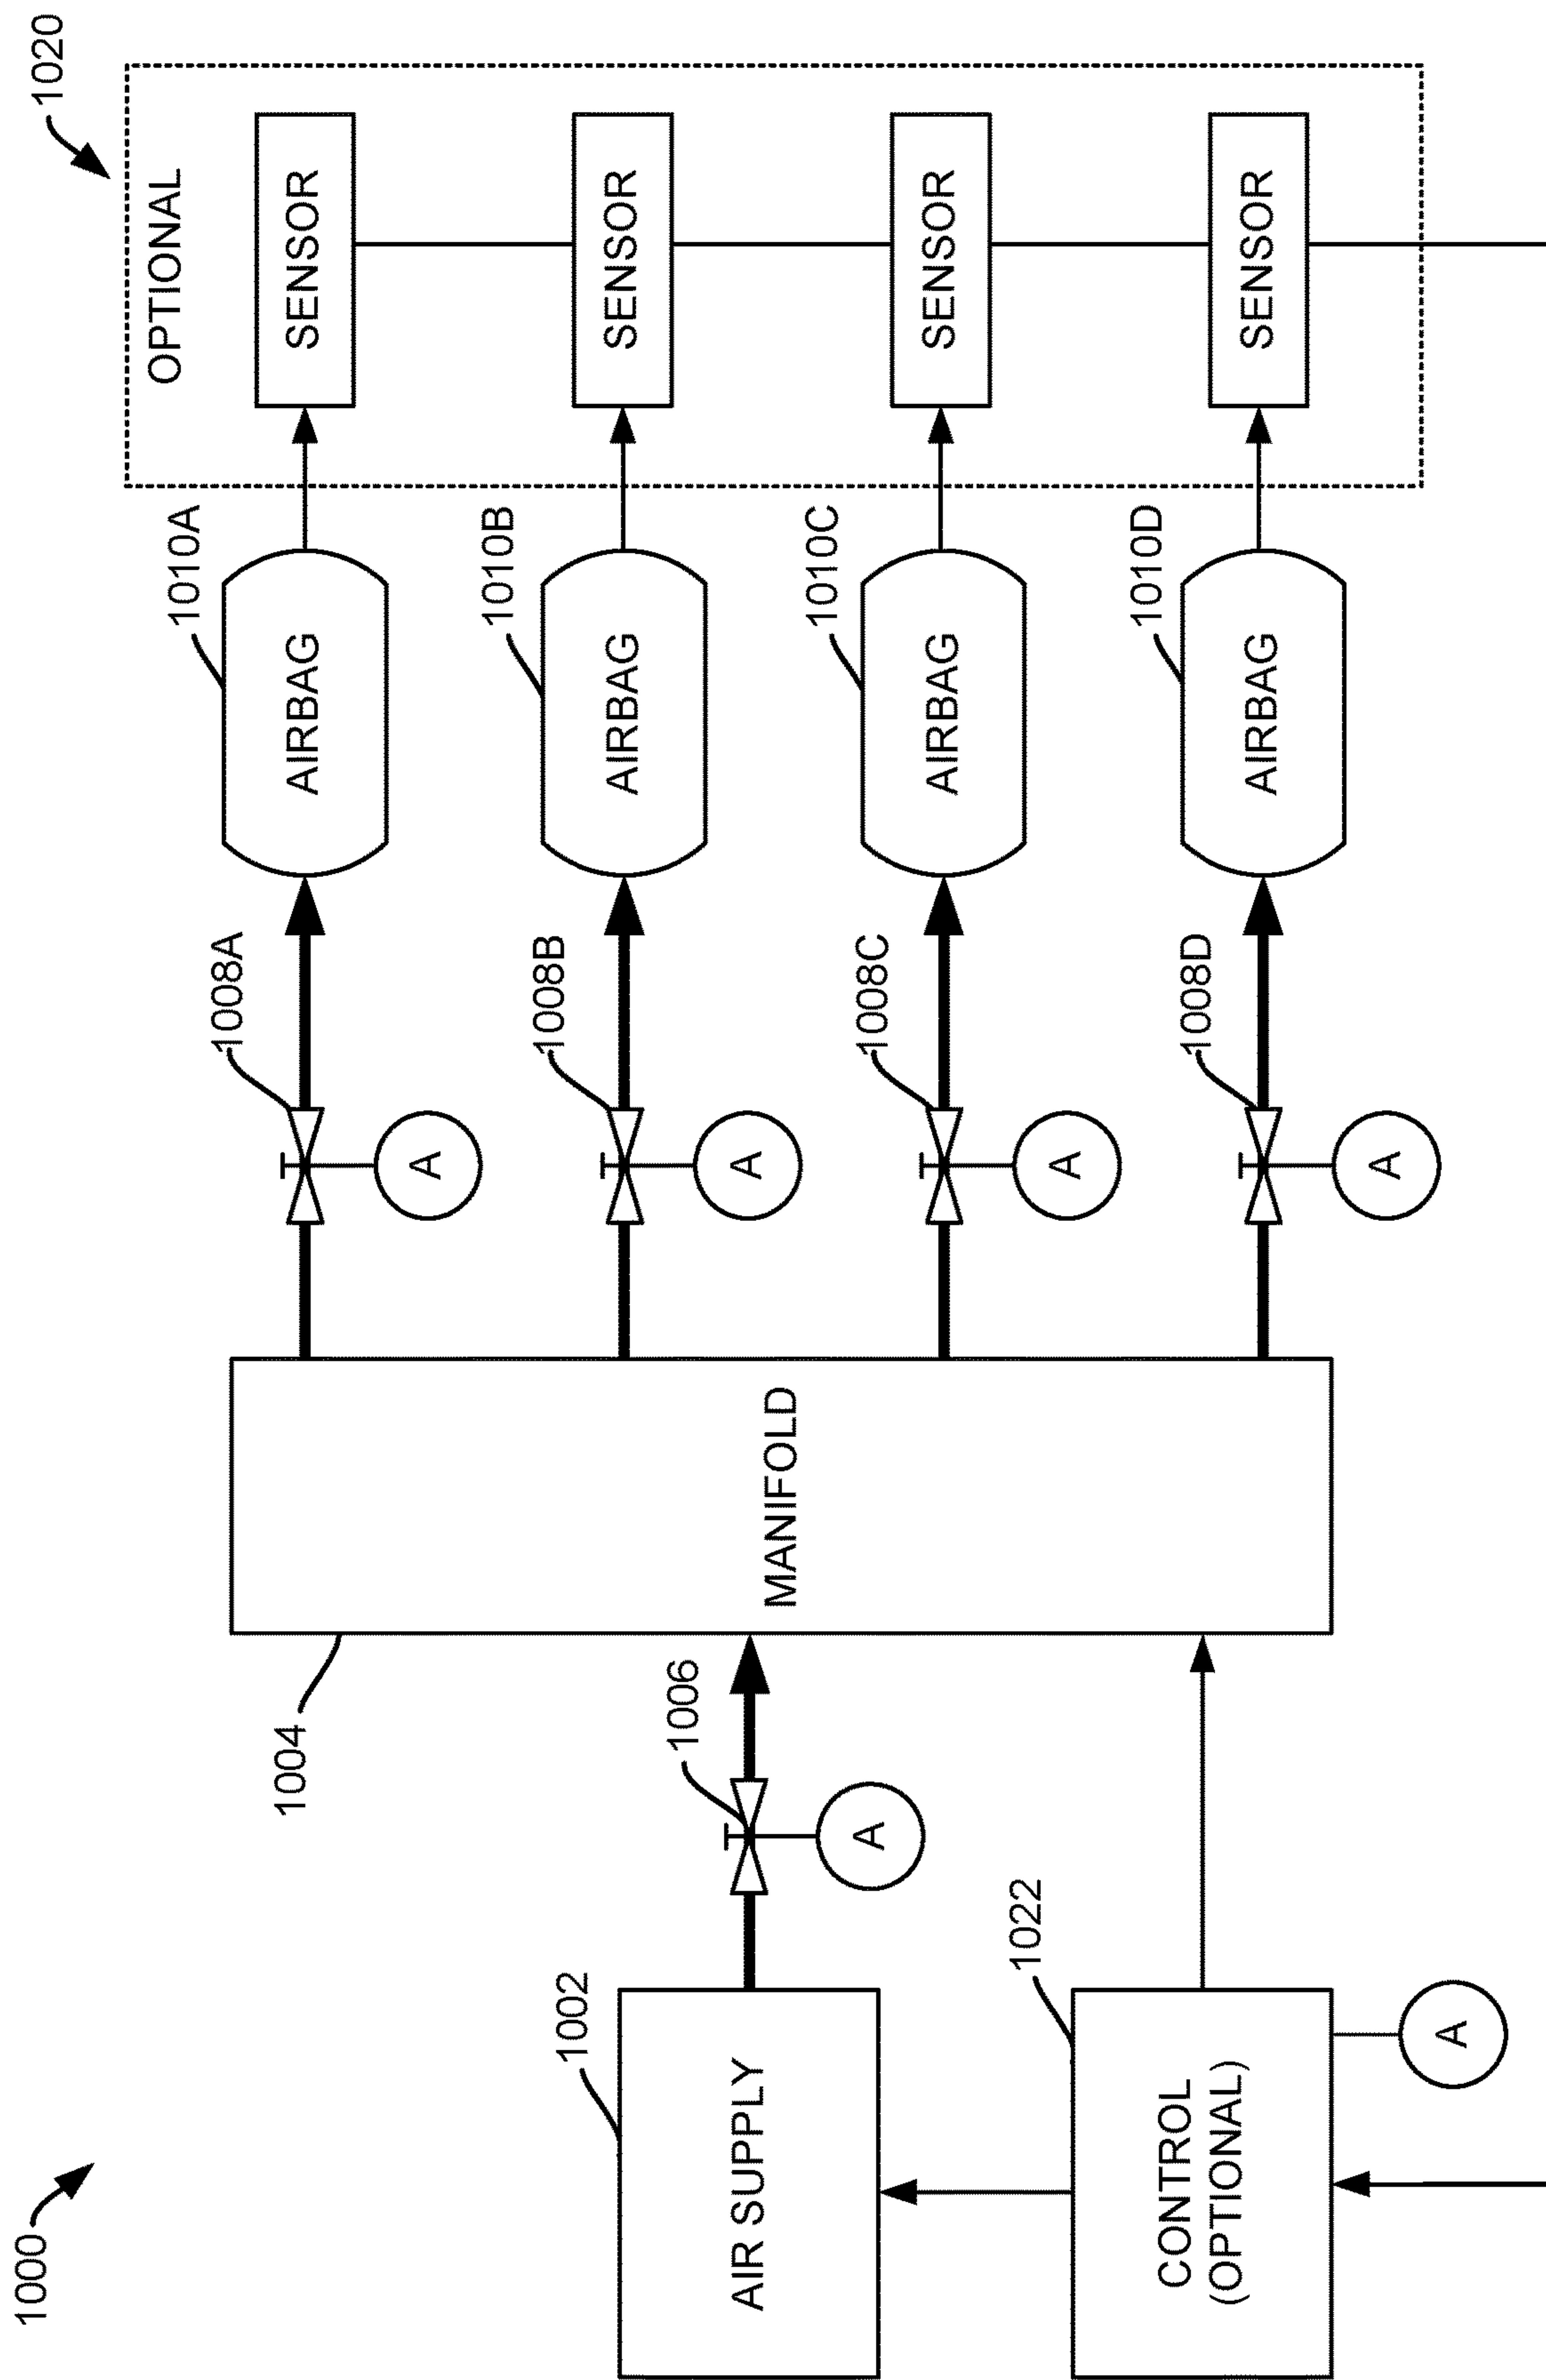 1000
1002
AIR SUPPLY
1022
CONTROL
(OPTIONAL)
A
1006
A
1004
MANIFOLD
1008A
A
1008B
A
1008C
A
1008D
A
1010A
AIRBAG
1010B
AIRBAG
1010C
AIRBAG
1010D
AIRBAG
1020
OPTIONAL
SENSOR
SENSOR
SENSOR
SENSOR